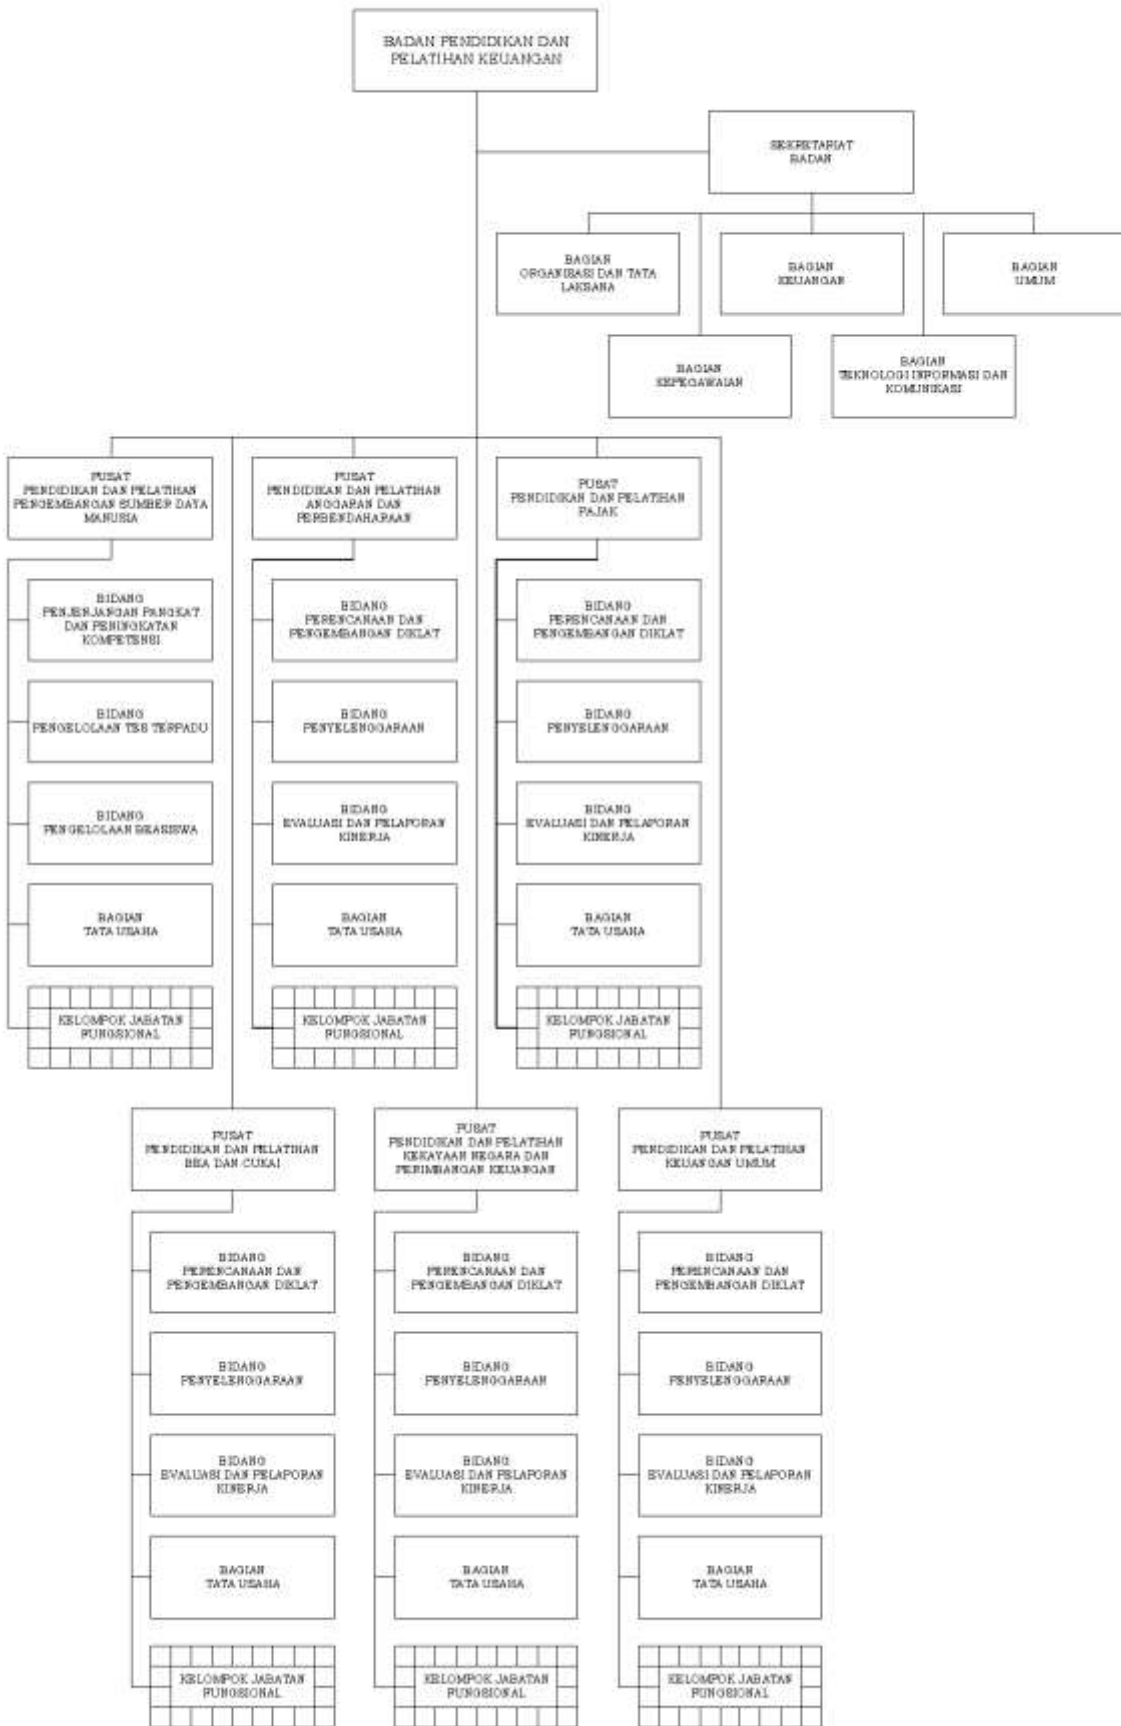 BADAN PENDIDIKAN DAN
PELATIHAN KEUANGAN
SEKRETARIAT
BADAN
BAGIAN
ORGANISASI DAN TATA
LAKSANA
BAGIAN
KEUANGAN
BAGIAN
UMUM
BAGIAN
KEPEGAWAIAN
BAGIAN
TEKNOLOGI INFORMASI DAN
KOMUNIKASI
PUSAT
PENDIDIKAN DAN PELATIHAN
PENGEMBANGAN SUMBER DAYA
MANUSIA
PUSAT
PENDIDIKAN DAN PELATIHAN
ANGGARAN DAN
PERBENDAHARAAN
PUSAT
PENDIDIKAN DAN PELATIHAN
PAJAK
BIDANG
PENJENJANGAN PANGKAT
DAN PENINGKATAN
KOMPETENSI
BIDANG
PERENCANAAN DAN
PENGEMBANGAN DIKLAT
BIDANG
PERENCANAAN DAN
PENGEMBANGAN DIKLAT
BIDANG
PENGELOLAAN TES TERPADU
BIDANG
PENYELENGGARAAN
BIDANG
PENYELENGGARAAN
BIDANG
PENGELOLAAN BEASISWA
BIDANG
EVALUASI DAN PELAPORAN
KINERJA
BIDANG
EVALUASI DAN PELAPORAN
KINERJA
BAGIAN
TATA USAHA
BAGIAN
TATA USAHA
BAGIAN
TATA USAHA
KELOMPOK JABATAN
FUNGSIONAL
KELOMPOK JABATAN
FUNGSIONAL
KELOMPOK JABATAN
FUNGSIONAL
PUSAT
PENDIDIKAN DAN PELATIHAN
BEA DAN CUKAI
PUSAT
PENDIDIKAN DAN PELATIHAN
KEKAYAAN NEGARA DAN
PERIMBANGAN KEUANGAN
PUSAT
PENDIDIKAN DAN PELATIHAN
KEUANGAN UMUM
BIDANG
PERENCANAAN DAN
PENGEMBANGAN DIKLAT
BIDANG
PERENCANAAN DAN
PENGEMBANGAN DIKLAT
BIDANG
PERENCANAAN DAN
PENGEMBANGAN DIKLAT
BIDANG
PENYELENGGARAAN
BIDANG
PENYELENGGARAAN
BIDANG
PENYELENGGARAAN
BIDANG
EVALUASI DAN PELAPORAN
KINERJA
BIDANG
EVALUASI DAN PELAPORAN
KINERJA
BIDANG
EVALUASI DAN PELAPORAN
KINERJA
BAGIAN
TATA USAHA
BAGIAN
TATA USAHA
BAGIAN
TATA USAHA
KELOMPOK JABATAN
FUNGSIONAL
KELOMPOK JABATAN
FUNGSIONAL
KELOMPOK JABATAN
FUNGSIONAL